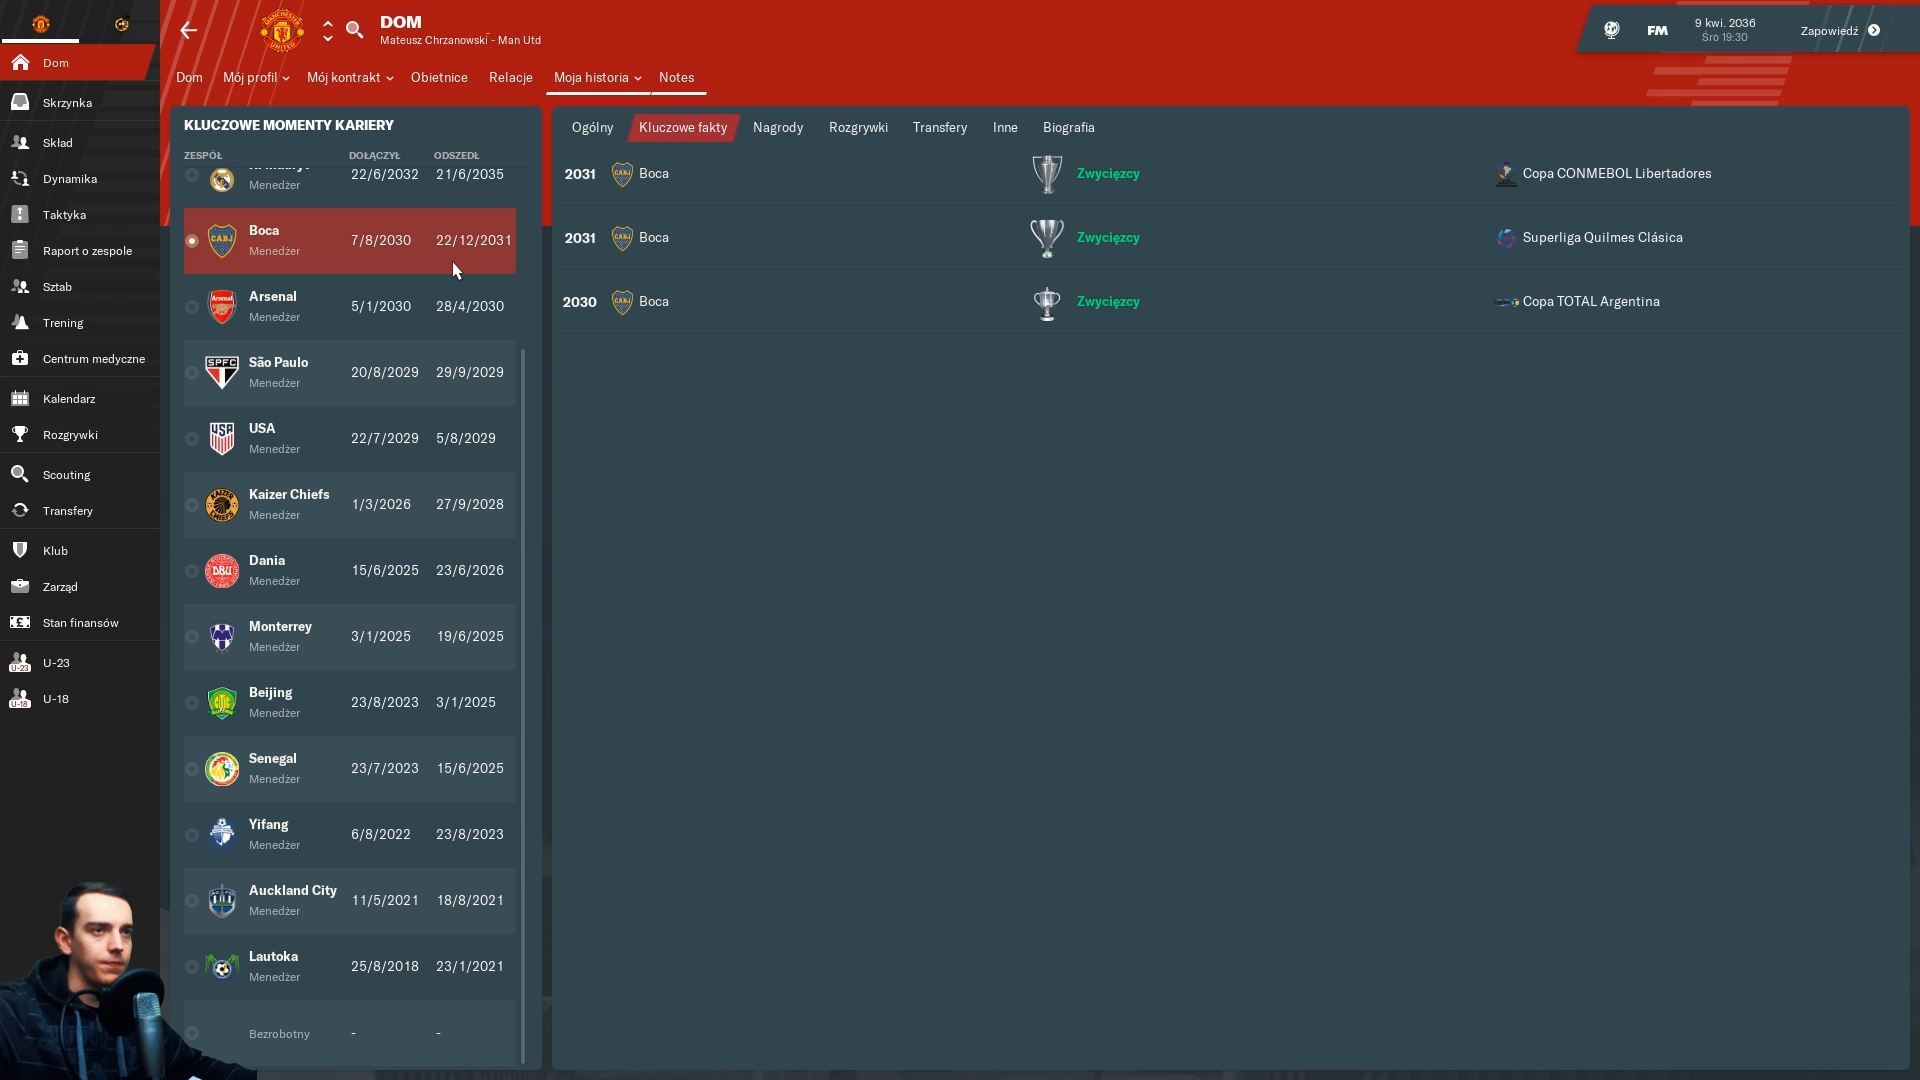 DOM
Mateusz Chrzanowski - Man Utd
FM
9 kwi. 2036
Śro 19:30
Zapowiedź
Dom
Mój profil
Mój kontrakt
Obietnice
Relacje
Moja historia
Notes
Dom
Skrzynka
Skład
Dynamika
Taktyka
Raport o zespole
Sztab
Trening
Centrum medyczne
Kalendarz
Rozgrywki
Scouting
Transfery
Klub
Zarząd
Stan finansów
U-23
U-23
U-18
U-18
KLUCZOWE MOMENTY KARIERY
ZESPÓŁ DOŁĄCZYŁ ODSZEDŁ
22/6/2032 21/6/2035
Menedżer
Boca
Menedżer
7/8/2030 22/12/2031
Arsenal
Menedżer
5/1/2030 28/4/2030
São Paulo
Menedżer
20/8/2029 29/9/2029
USA
Menedżer
22/7/2029 5/8/2029
Kaizer Chiefs
Menedżer
1/3/2026 27/9/2028
Dania
Menedżer
15/6/2025 23/6/2026
Monterrey
Menedżer
3/1/2025 19/6/2025
Beijing
Menedżer
23/8/2023 3/1/2025
Senegal
Menedżer
23/7/2023 15/6/2025
Yifang
Menedżer
6/8/2022 23/8/2023
Auckland City
Menedżer
11/5/2021 18/8/2021
Lautoka
Menedżer
25/8/2018 23/1/2021
Bezrobotny - -
Ogólny
Kluczowe fakty
Nagrody
Rozgrywki
Transfery
Inne
Biografia
2031 Boca Zwycięzcy Copa CONMEBOL Libertadores
2031 Boca Zwycięzcy Superliga Quilmes Clásica
2030 Boca Zwycięzcy Copa TOTAL Argentina